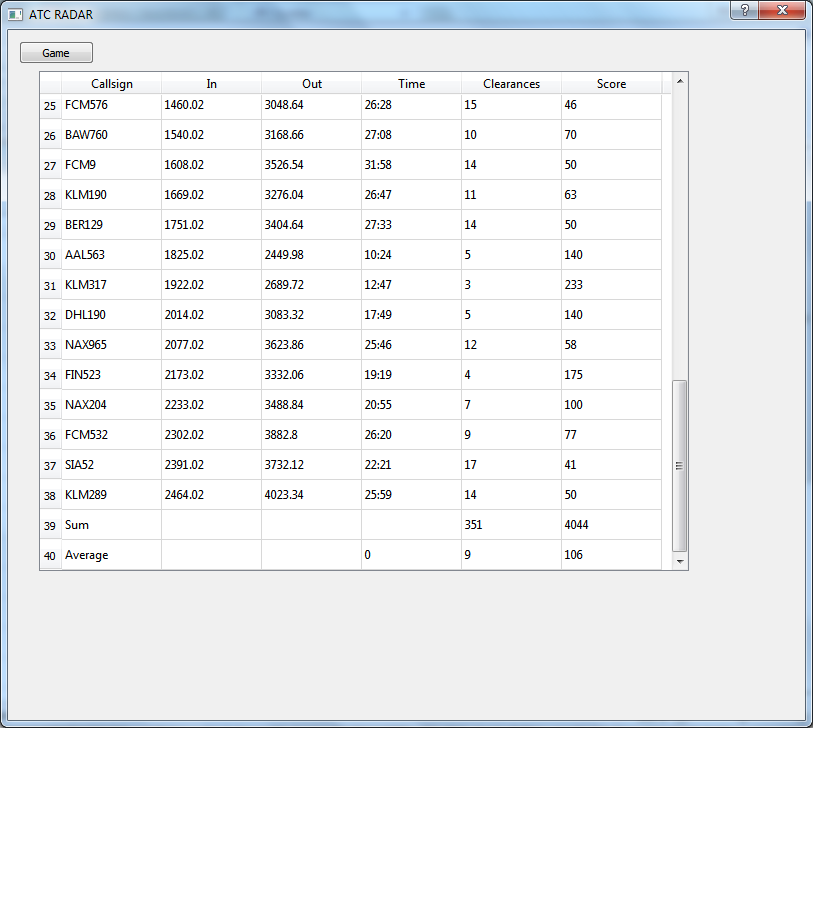 ATC RADAR
Game
Callsign In Out Time Clearances Score
25 FCM576 1460.02 3048.64 26:28 15 46
26 BAW760 1540.02 3168.66 27:08 10 70
27 FCM9 1608.02 3526.54 31:58 14 50
28 KLM190 1669.02 3276.04 26:47 11 63
29 BER129 1751.02 3404.64 27:33 14 50
30 AAL563 1825.02 2449.98 10:24 5 140
31 KLM317 1922.02 2689.72 12:47 3 233
32 DHL190 2014.02 3083.32 17:49 5 140
33 NAX965 2077.02 3623.86 25:46 12 58
34 FIN523 2173.02 3332.06 19:19 4 175
35 NAX204 2233.02 3488.84 20:55 7 100
36 FCM532 2302.02 3882.8 26:20 9 77
37 SIA52 2391.02 3732.12 22:21 17 41
38 KLM289 2464.02 4023.34 25:59 14 50
39 Sum 351 4044
40 Average 0 9 106